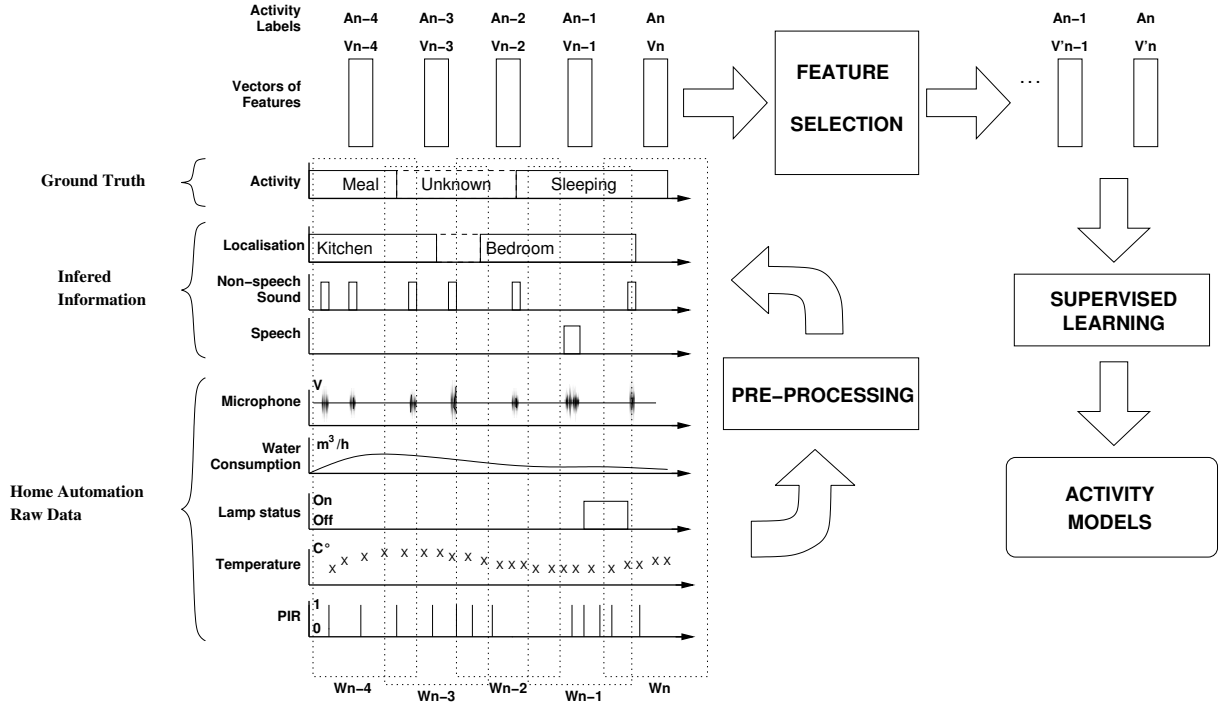 Activity Labels
An−4 An−3 An−2 An−1 An
Vn−4 Vn−3 Vn−2 Vn−1 Vn
Vectors of Features
FEATURE SELECTION
...
An−1 An
V'n−1 V'n
Ground Truth
Activity
Meal Unknown Sleeping
Infered Information
Localisation
Kitchen Bedroom
Non−speech Sound
Speech
PRE−PROCESSING
SUPERVISED LEARNING
ACTIVITY MODELS
Home Automation Raw Data
Microphone
V
Water Consumption
m³/h
Lamp status
On
Off
Temperature
C°
x x x x x x x x x x x x x x x x x x x x x x x x
PIR
1
0
Wn−4 Wn−3 Wn−2 Wn−1 Wn